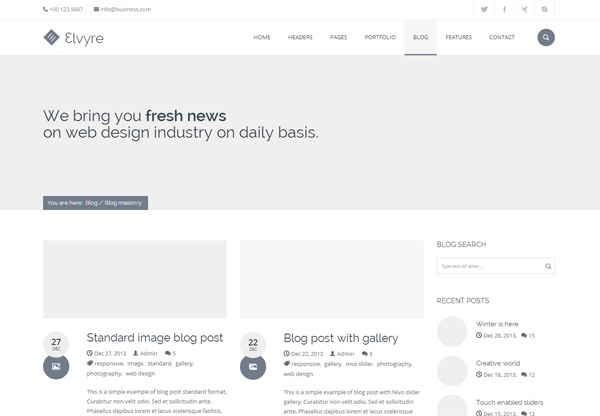 +00 123 5687 info@business.com
Elvyre
HOME HEADERS PAGES PORTFOLIO BLOG FEATURES CONTACT
We bring you fresh news
on web design industry on daily basis.
You are here: Blog / Blog masonry
27
DEC
Standard image blog post
Dec 27, 2013 Admin 5
responsive, image, standard, gallery,
photography, web design
This is a simple example of blog post standard format.
Curabitur non velit odio. Sed et sollicitudin ante.
Phasellus dapibus lorem et lacus scelerisque facilisis.
22
DEC
Blog post with gallery
Dec 22, 2013 Admin 5
responsive, gallery, nivo slider, photography,
web design
This is a simple example of blog post with Nivo slider
gallery. Curabitur non velit odio. Sed et sollicitudin
ante. Phasellus dapibus lorem et lacus scelerisque
BLOG SEARCH
Type and hit enter...
RECENT POSTS
Winter is here
Dec 28, 2013, 15
Creative world
Dec 18, 2013, 12
Touch enabled sliders
Dec 15, 2013, 12